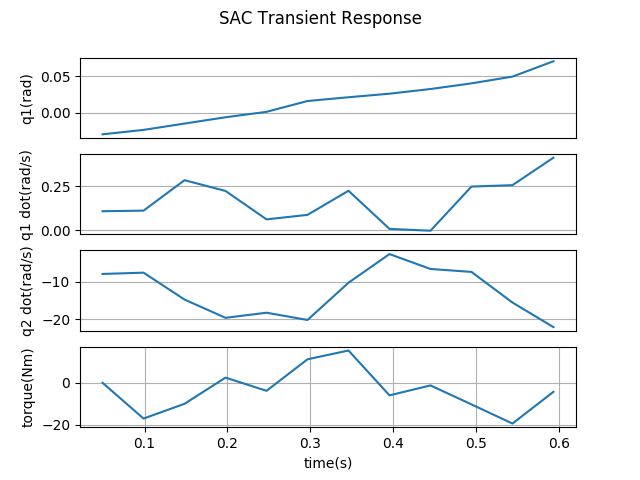 SAC Transient Response
q1(rad)
0.05
0.00
q1 dot(rad/s)
0.25
0.00
q2 dot(rad/s)
−10
−20
torque(Nm)
0
−20
0.1 0.2 0.3 0.4 0.5 0.6
time(s)